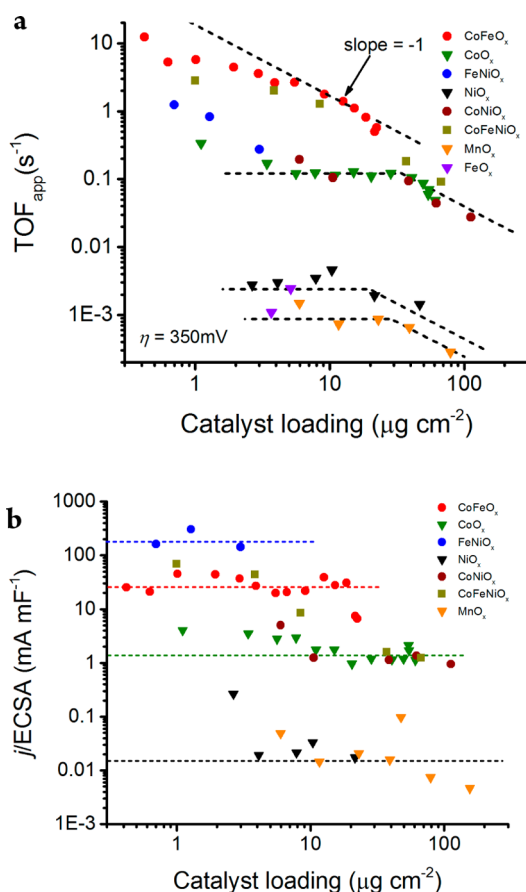 a
CoFeOx
CoOx
FeNiOx
NiOx
CoNiOx
CoFeNiOx
MnOx
FeOx
slope = -1
TOFapp(s-1)
10
1
0.1
0.01
1E-3
η = 350mV
1
10
100
Catalyst loading (μg cm-2)
b
CoFeOx
CoOx
FeNiOx
NiOx
CoNiOx
CoFeNiOx
MnOx
j/ECSA (mA mF-1)
1000
100
10
1
0.1
0.01
1E-3
1
10
100
Catalyst loading (μg cm-2)